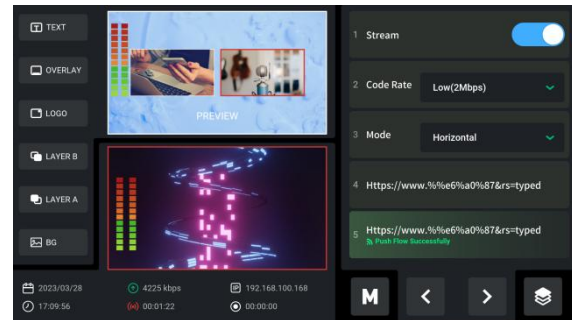 TEXT
OVERLAY
LOGO
LAYER B
LAYER A
BG
PREVIEW
1 Stream
2 Code Rate Low(2Mbps)
3 Mode Horizontal
4 Https://www.%%e6%a0%87&rs=typed
5 Https://www.%%e6%a0%87&rs=typed
Push Flow Successfully
2023/03/28 4225 kbps IP 192.168.100.168
17:09:56 00:01:22 00:00:00
M < >